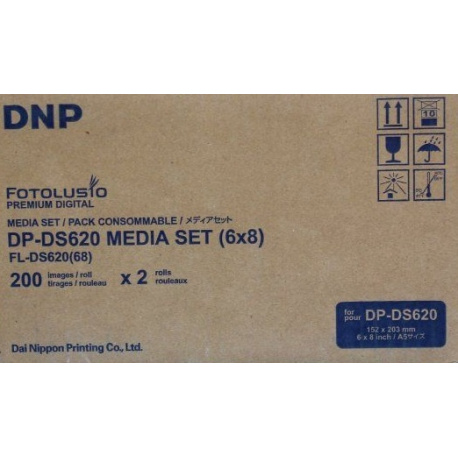 DNP
10
FOTOLUSIO
PREMIUM DIGITAL
MEDIA SET / PACK CONSOMMABLE / メディアセット
DP-DS620 MEDIA SET (6x8)
FL-DS620(68)
200 images / roll tirages / rouleau x 2 rolls rouleaux
for pour DP-DS620
152 x 203 mm
6 x 8 inch / A5サイズ
Dai Nippon Printing Co., Ltd.